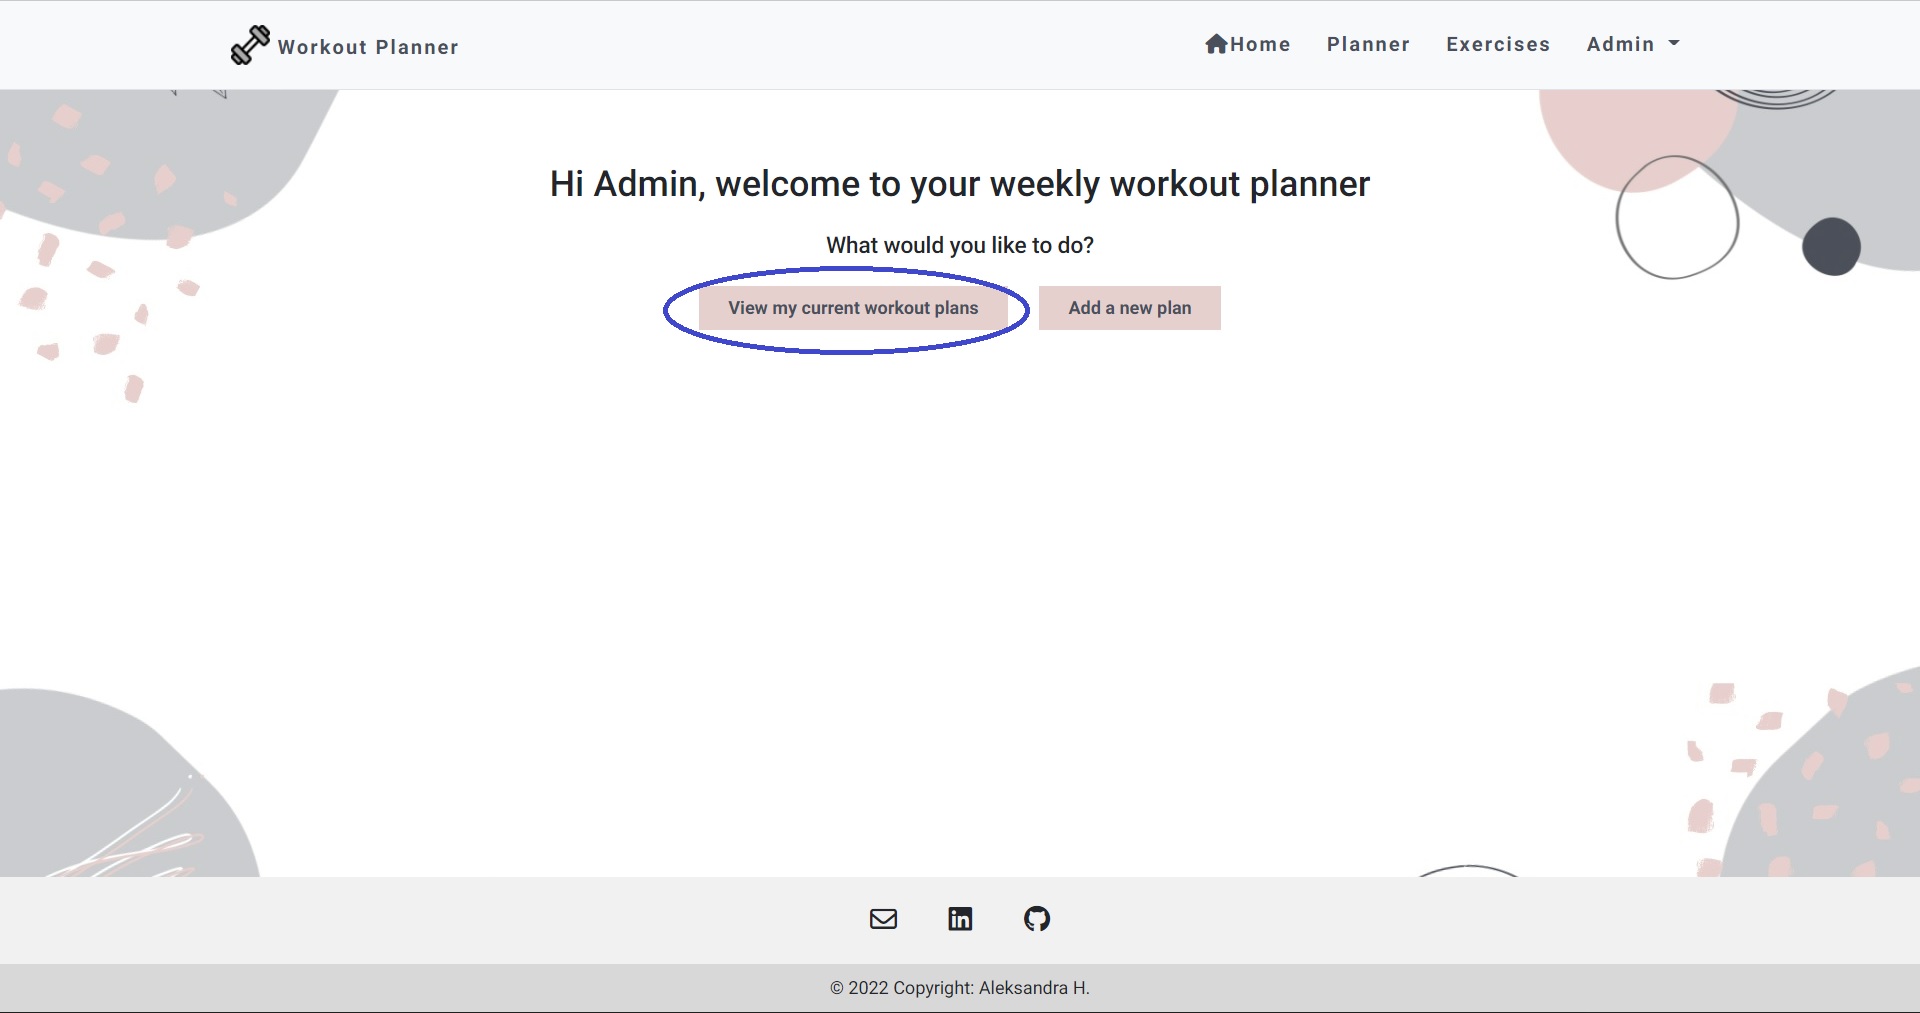 Workout Planner
Home Planner Exercises Admin
Hi Admin, welcome to your weekly workout planner
What would you like to do?
View my current workout plans Add a new plan
in
© 2022 Copyright: Aleksandra H.